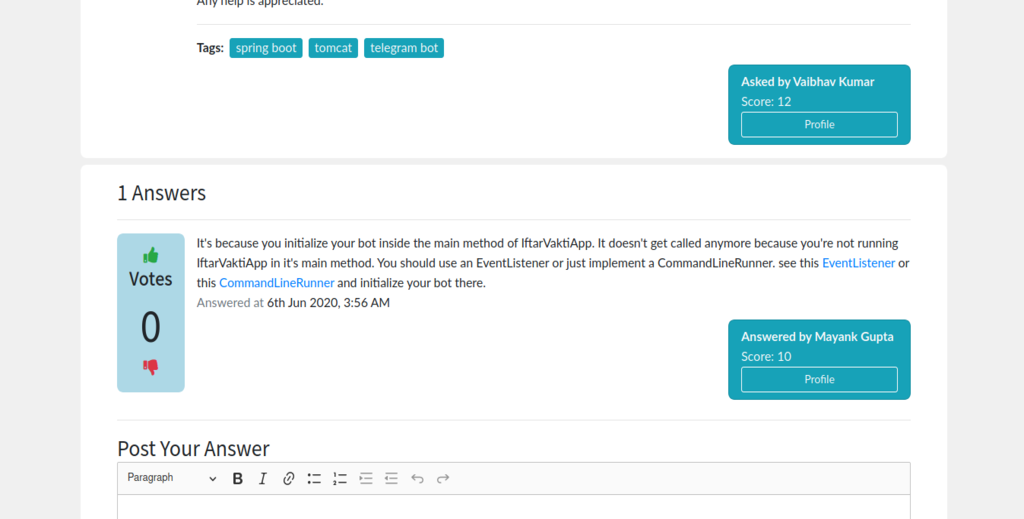 Any help is appreciated.
Tags: spring boot tomcat telegram bot
Asked by Vaibhav Kumar
Score: 12
Profile
1 Answers
Votes
0
It's because you initialize your bot inside the main method of IftarVaktiApp. It doesn't get called anymore because you're not running
IftarVaktiApp in it's main method. You should use an EventListener or just implement a CommandLineRunner. see this EventListener or
this CommandLineRunner and initialize your bot there.
Answered at 6th Jun 2020, 3:56 AM
Answered by Mayank Gupta
Score: 10
Profile
Post Your Answer
Paragraph B I